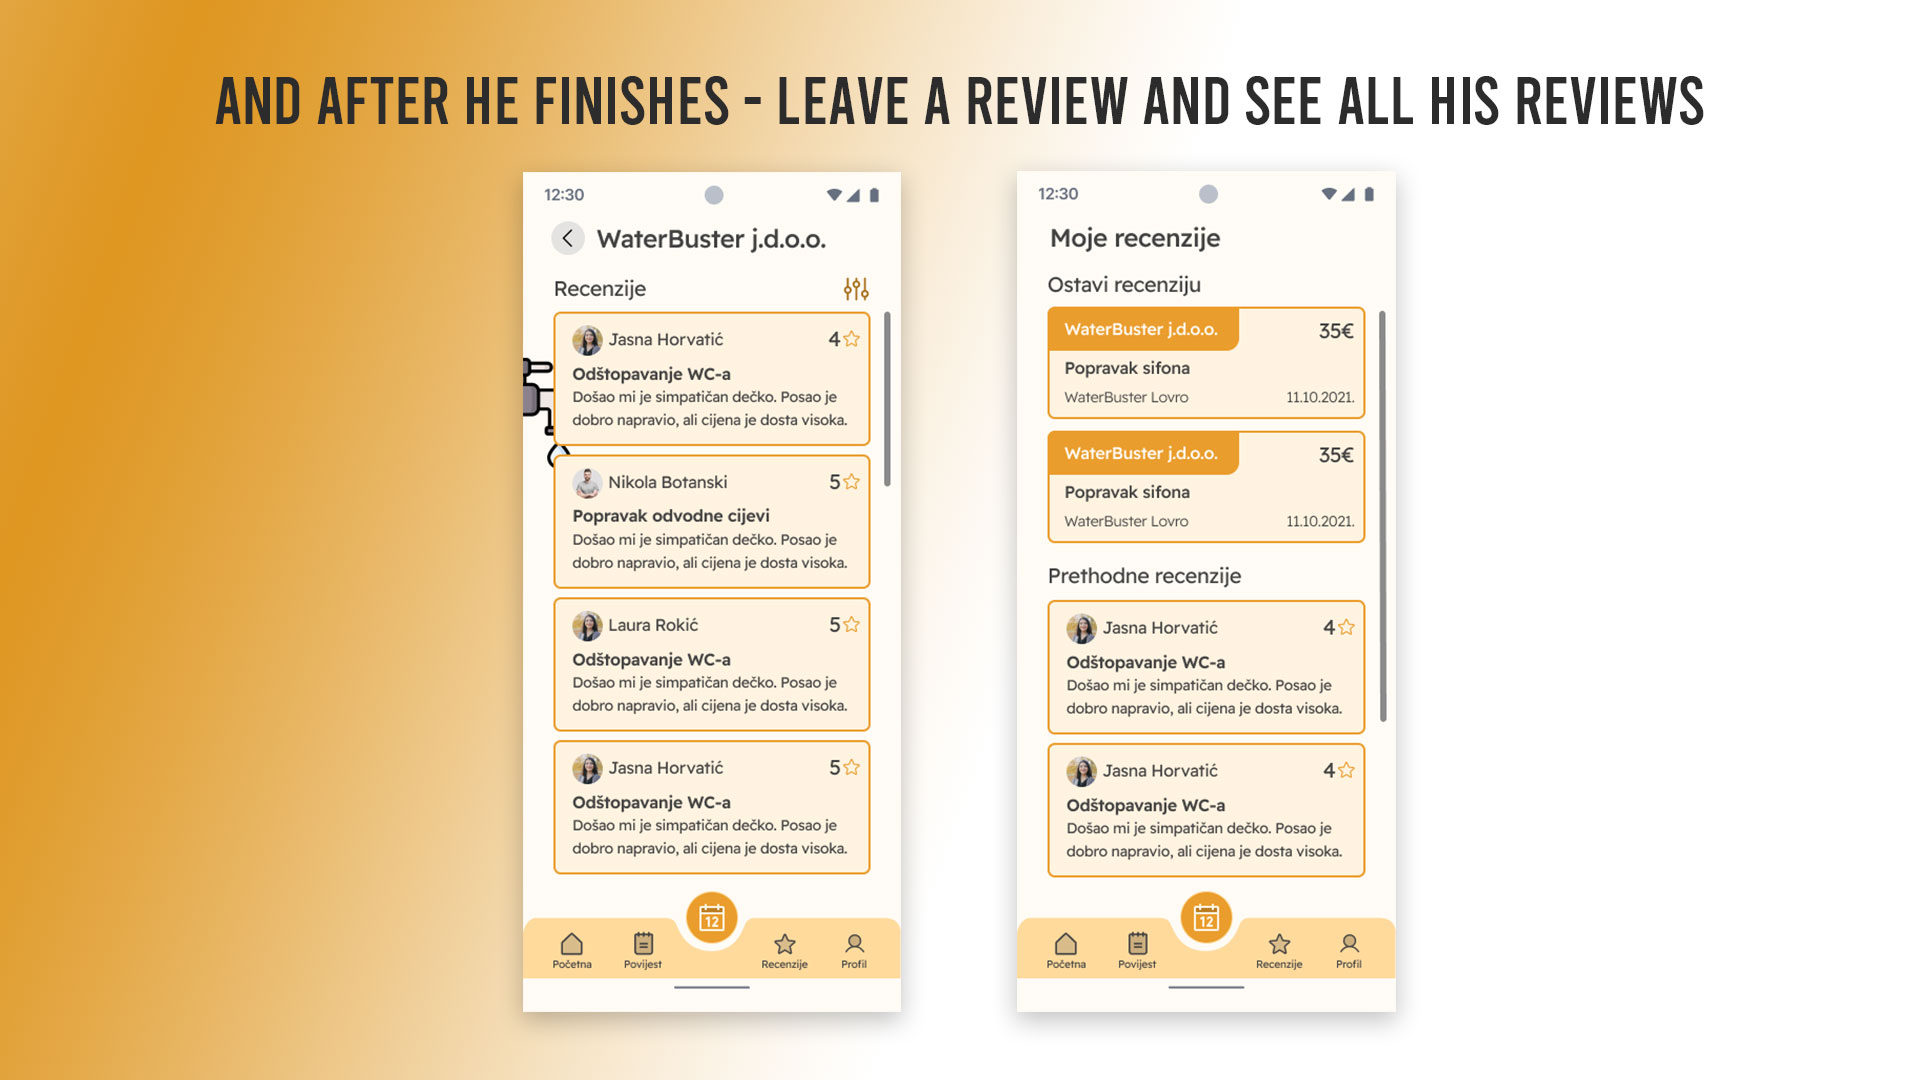 AND AFTER HE FINISHES - LEAVE A REVIEW AND SEE ALL HIS REVIEWS
12:30
WaterBuster j.d.o.o.
Recenzije
Jasna Horvatić
4
Odštopavanje WC-a
Došao mi je simpatičan dečko. Posao je
dobro napravio, ali cijena je dosta visoka.
Nikola Botanski
5
Popravak odvodne cijevi
Došao mi je simpatičan dečko. Posao je
dobro napravio, ali cijena je dosta visoka.
Laura Rokić
5
Odštopavanje WC-a
Došao mi je simpatičan dečko. Posao je
dobro napravio, ali cijena je dosta visoka.
Jasna Horvatić
5
Odštopavanje WC-a
Došao mi je simpatičan dečko. Posao je
dobro napravio, ali cijena je dosta visoka.
12
Početna
Povijest
Recenzije
Profil
12:30
Moje recenzije
Ostavi recenziju
WaterBuster j.d.o.o.
35€
Popravak sifona
WaterBuster Lovro
11.10.2021.
WaterBuster j.d.o.o.
35€
Popravak sifona
WaterBuster Lovro
11.10.2021.
Prethodne recenzije
Jasna Horvatić
4
Odštopavanje WC-a
Došao mi je simpatičan dečko. Posao je
dobro napravio, ali cijena je dosta visoka.
Jasna Horvatić
4
Odštopavanje WC-a
Došao mi je simpatičan dečko. Posao je
dobro napravio, ali cijena je dosta visoka.
12
Početna
Povijest
Recenzije
Profil